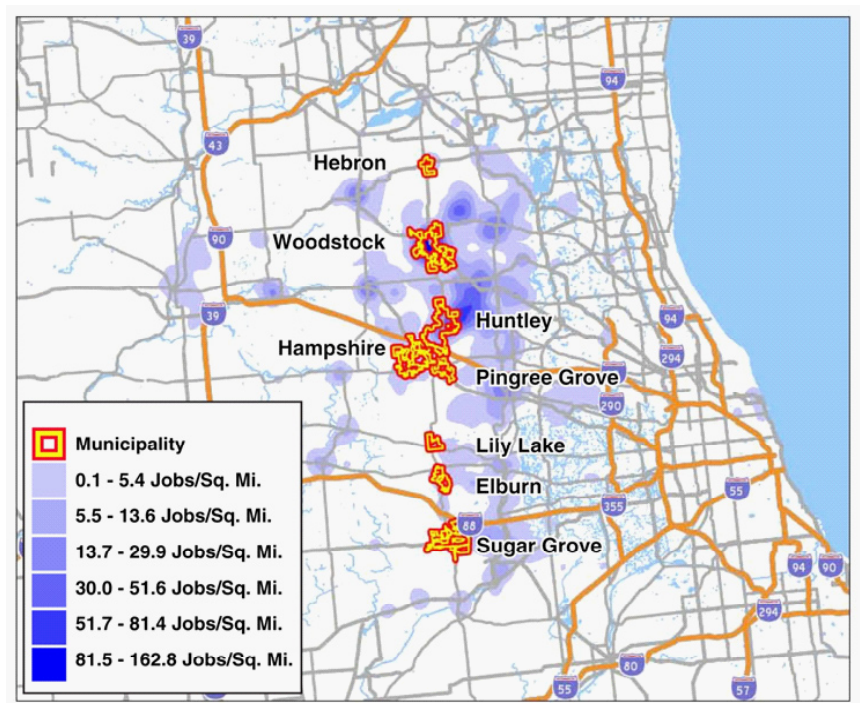 39
94
43
Hebron
90
Woodstock
39
Huntley
94
Hampshire
294
Pingree Grove
290
Municipality
Lily Lake
0.1 - 5.4 Jobs/Sq. Mi.
Elburn
55
5.5 - 13.6 Jobs/Sq. Mi.
355
88
Sugar Grove
13.7 - 29.9 Jobs/Sq. Mi.
94
90
30.0 - 51.6 Jobs/Sq. Mi.
294
51.7 - 81.4 Jobs/Sq. Mi.
81.5 - 162.8 Jobs/Sq. Mi.
80
55
57